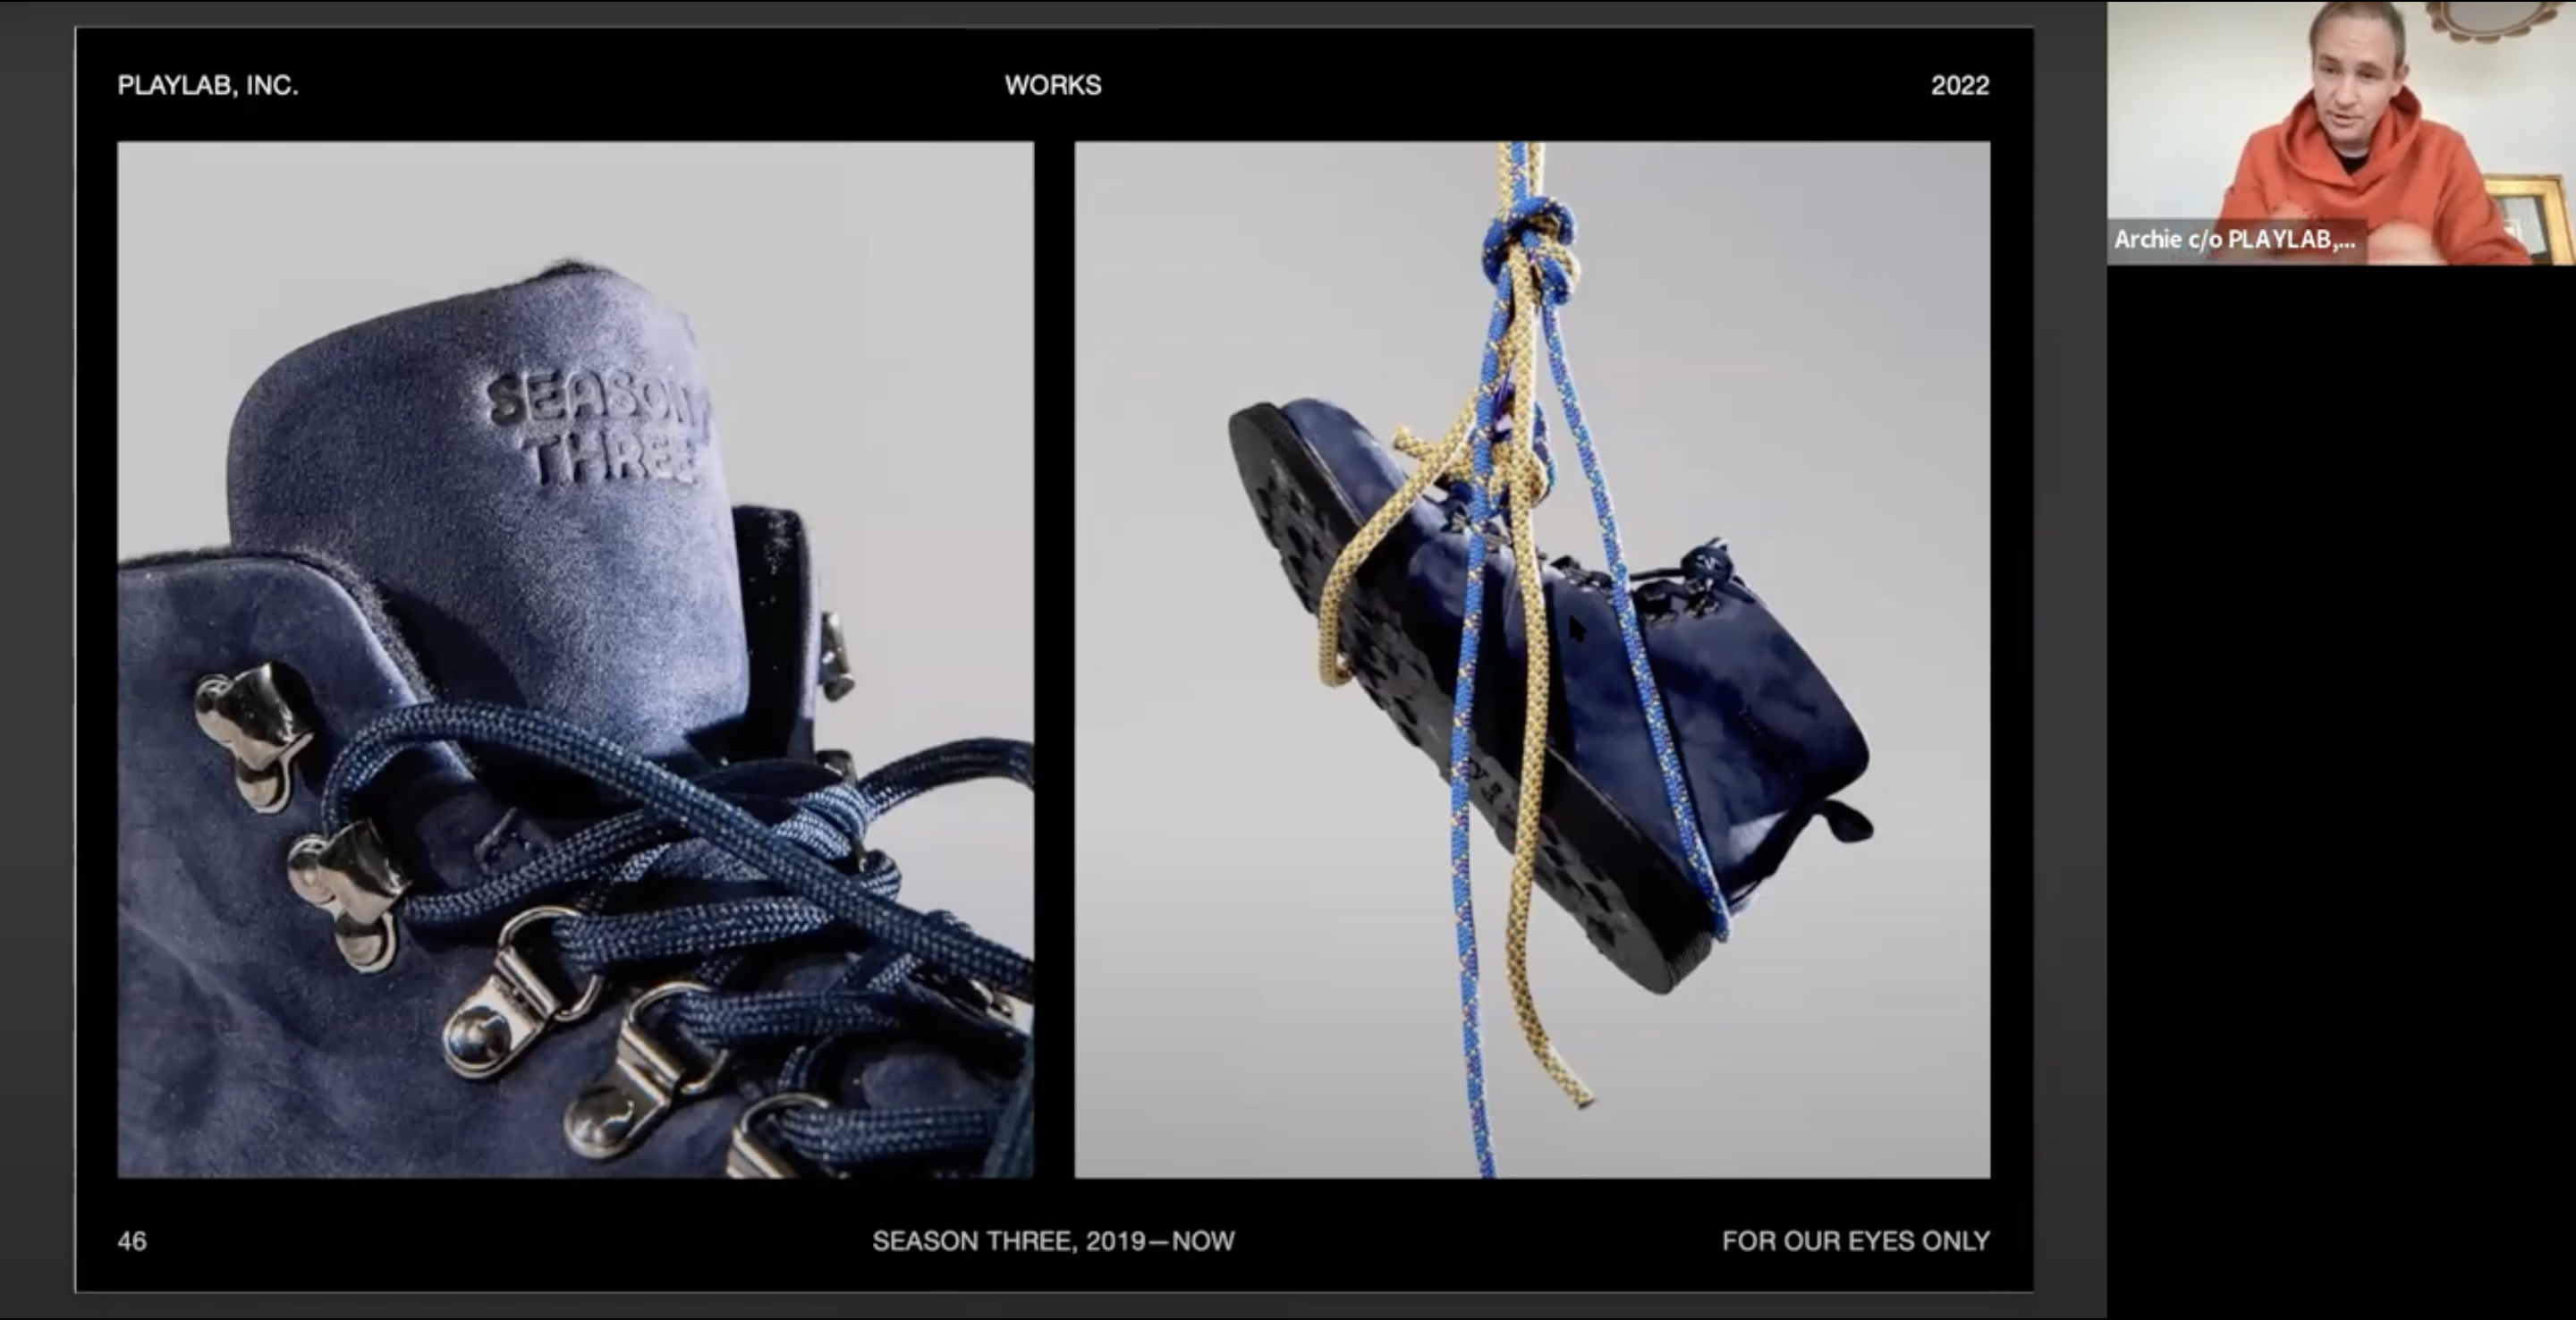 PLAYLAB, INC.
WORKS
2022
Archie c/o PLAYLAB,...
SEASON
THREE
46
SEASON THREE, 2019—NOW
FOR OUR EYES ONLY